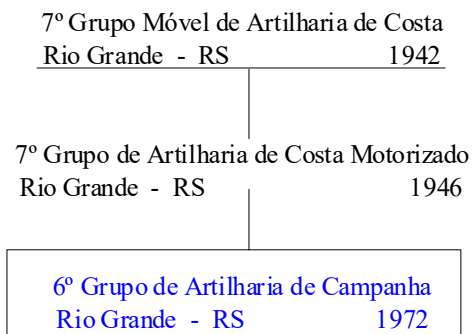 7º Grupo Móvel de Artilharia de Costa
Rio Grande - RS 1942
7º Grupo de Artilharia de Costa Motorizado
Rio Grande - RS 1946
6º Grupo de Artilharia de Campanha
Rio Grande - RS 1972